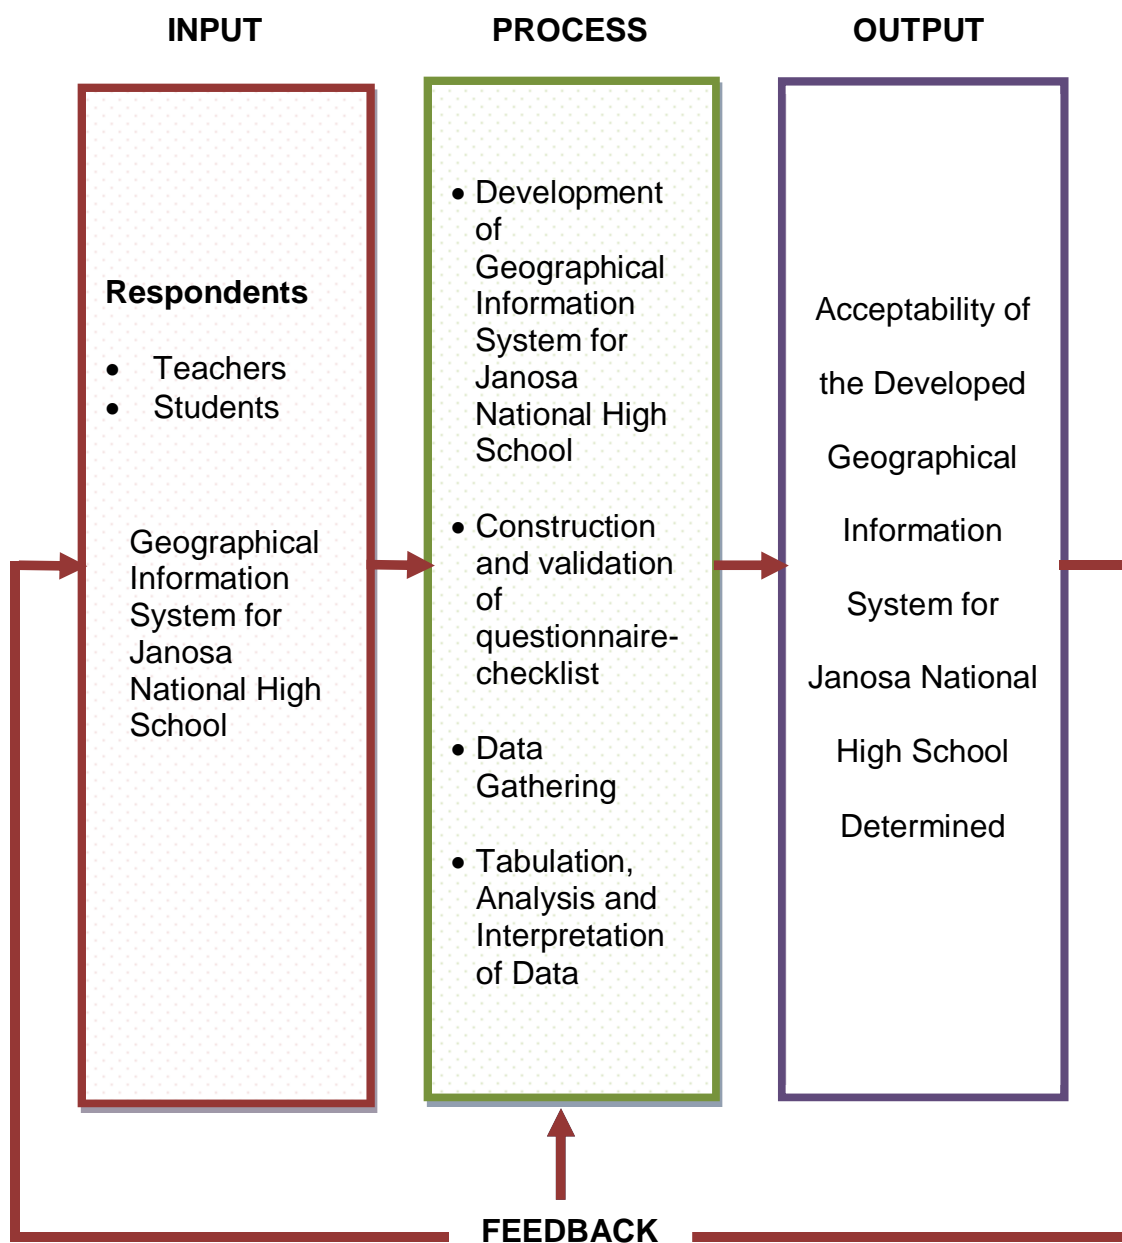 INPUT
PROCESS
OUTPUT
Respondents
• Teachers
• Students
Geographical
Information
System for
Janosa
National High
School
• Development
of
Geographical
Information
System for
Janosa
National High
School
• Construction
and validation
of
questionnaire-
checklist
• Data
Gathering
• Tabulation,
Analysis and
Interpretation
of Data
Acceptability of
the Developed
Geographical
Information
System for
Janosa National
High School
Determined
FEEDBACK